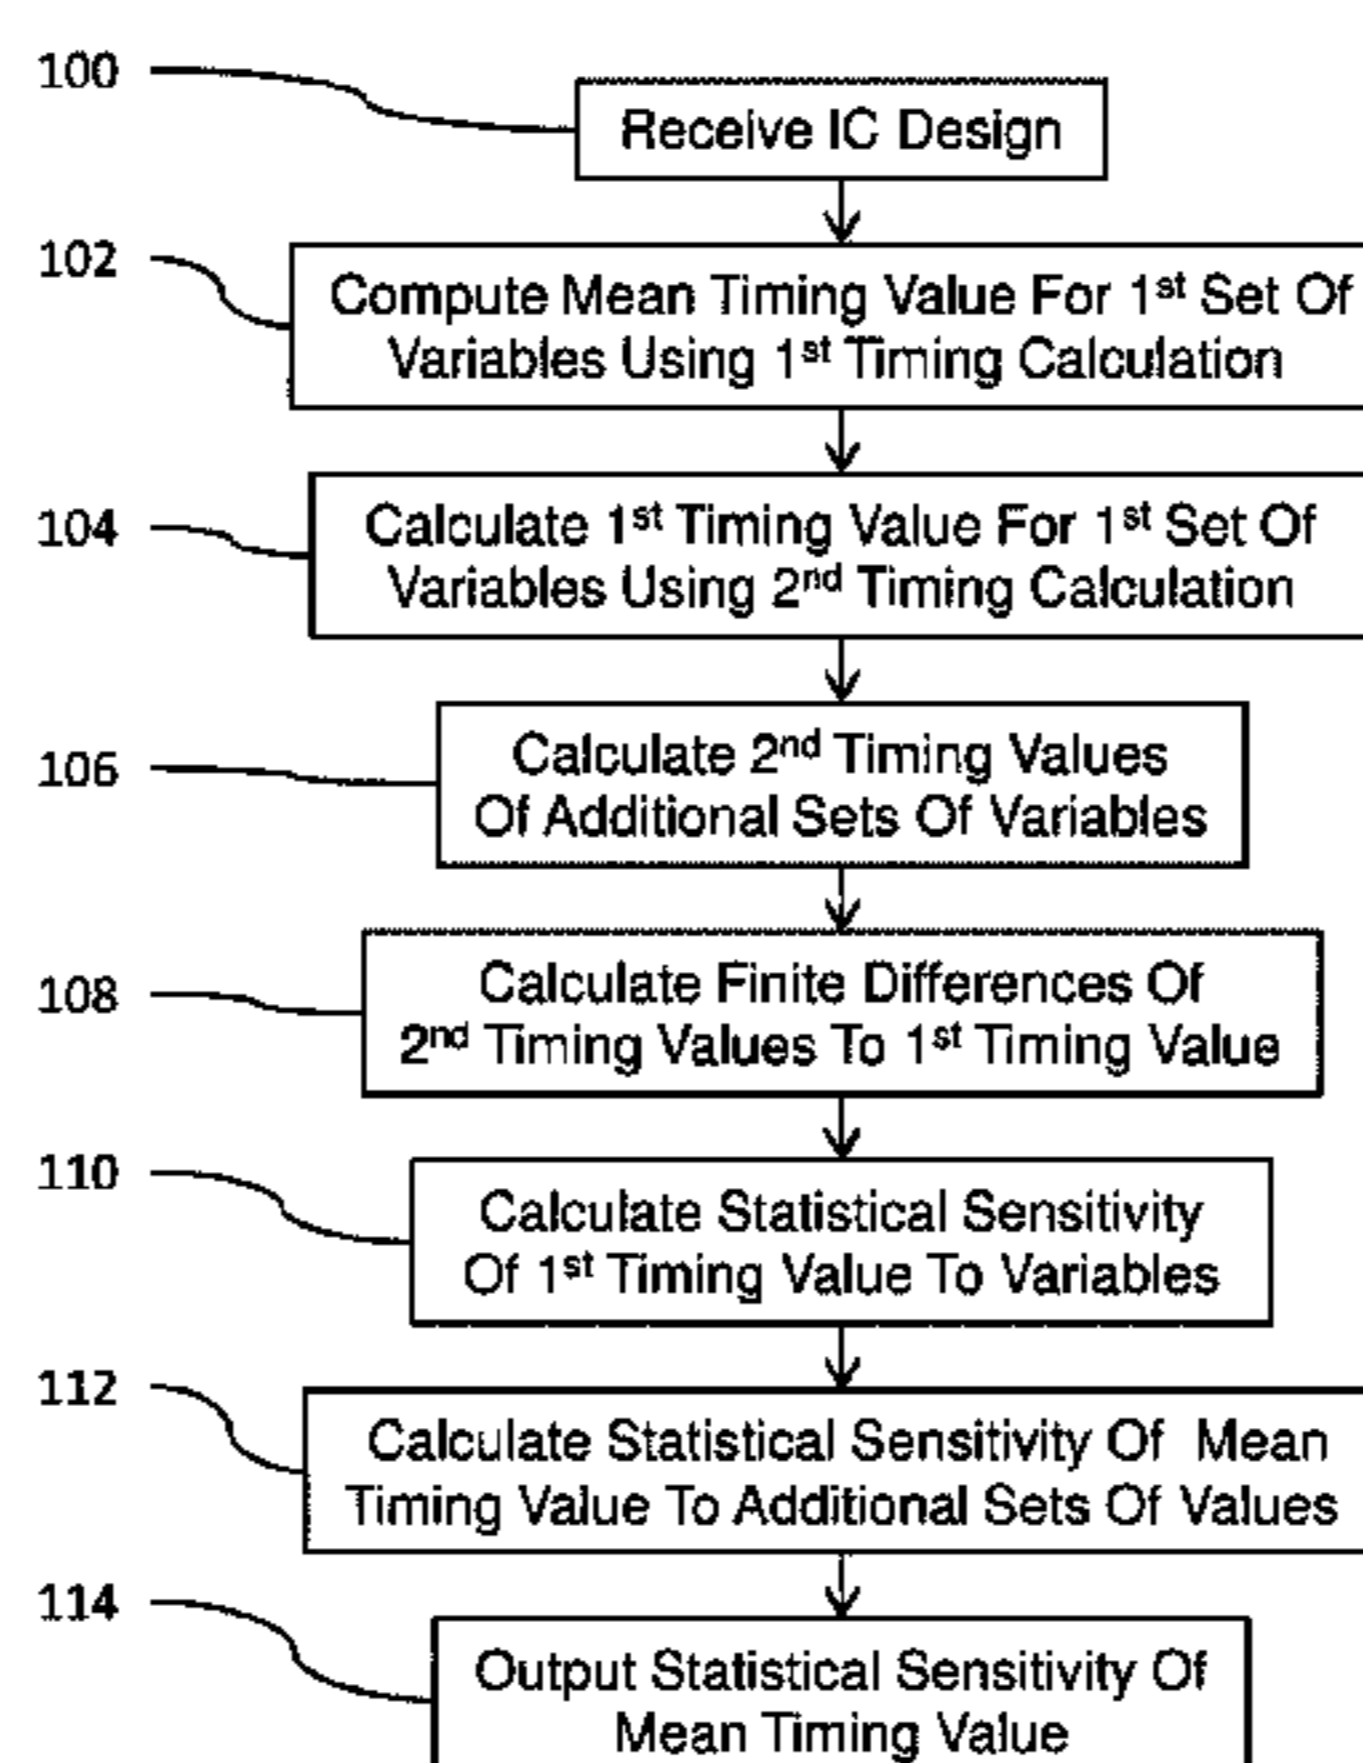 100
Receive IC Design
102
Compute Mean Timing Value For 1st Set Of
Variables Using 1st Timing Calculation
104
Calculate 1st Timing Value For 1st Set Of
Variables Using 2nd Timing Calculation
106
Calculate 2nd Timing Values
Of Additional Sets Of Variables
108
Calculate Finite Differences Of
2nd Timing Values To 1st Timing Value
110
Calculate Statistical Sensitivity
Of 1st Timing Value To Variables
112
Calculate Statistical Sensitivity Of Mean
Timing Value To Additional Sets Of Values
114
Output Statistical Sensitivity Of
Mean Timing Value